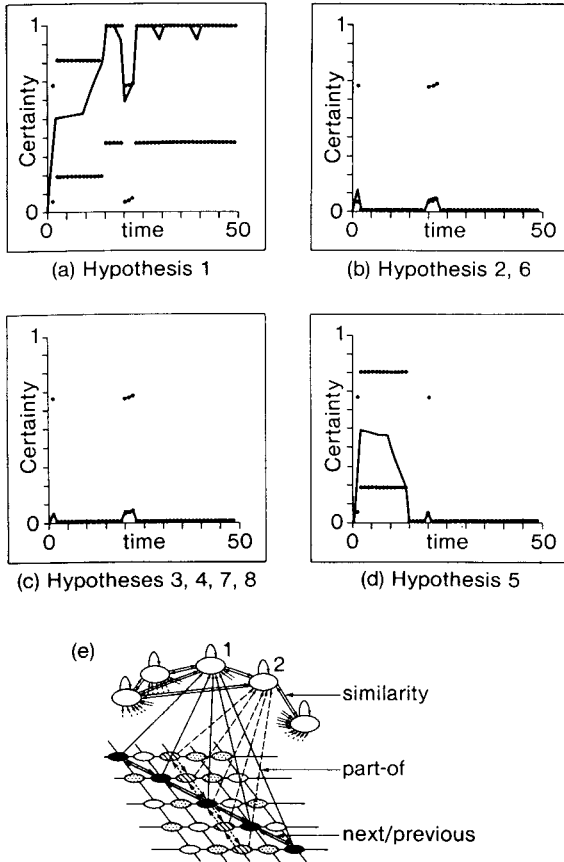 1
Certainty
0
0
time
50
(a) Hypothesis 1
1
Certainty
0
0
time
50
(b) Hypothesis 2, 6
1
Certainty
0
0
time
50
(c) Hypotheses 3, 4, 7, 8
1
Certainty
0
0
time
50
(d) Hypothesis 5
(e)
1
2
similarity
part-of
next/previous